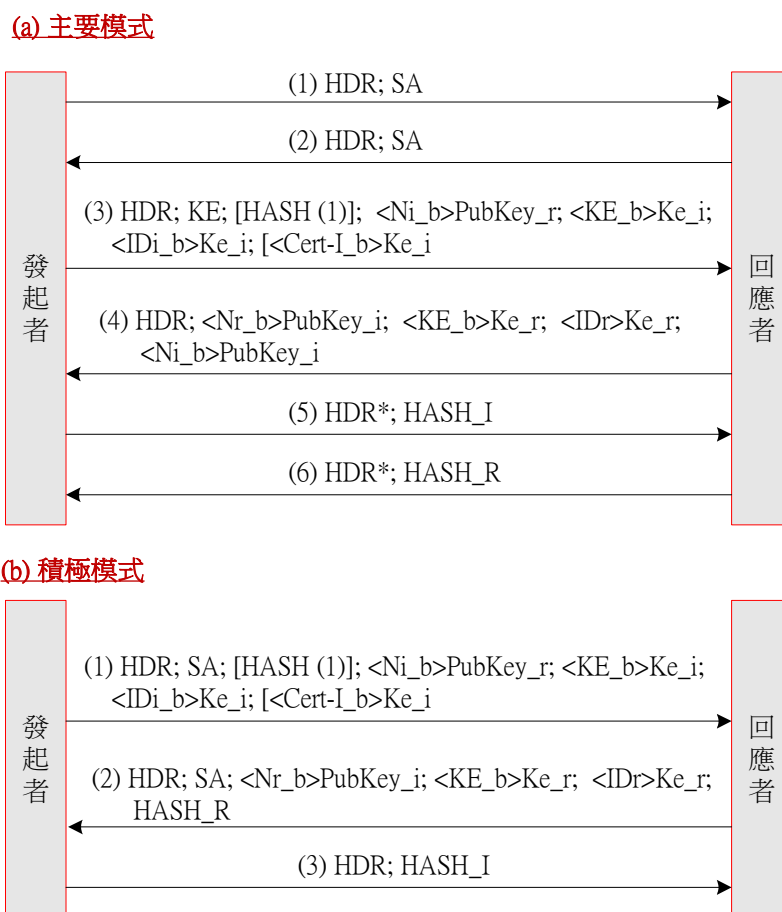 (a) 主要模式
(1) HDR; SA
(2) HDR; SA
(3) HDR; KE; [HASH (1)]; <Ni_b>PubKey_r; <KE_b>Ke_i;
<IDi_b>Ke_i; [<Cert-I_b>Ke_i
(4) HDR; <Nr_b>PubKey_i; <KE_b>Ke_r; <IDr>Ke_r;
<Ni_b>PubKey_i
(5) HDR*; HASH_I
(6) HDR*; HASH_R
發起者
回應者
(b) 積極模式
(1) HDR; SA; [HASH (1)]; <Ni_b>PubKey_r; <KE_b>Ke_i;
<IDi_b>Ke_i; [<Cert-I_b>Ke_i
(2) HDR; SA; <Nr_b>PubKey_i; <KE_b>Ke_r; <IDr>Ke_r;
HASH_R
(3) HDR; HASH_I
發起者
回應者